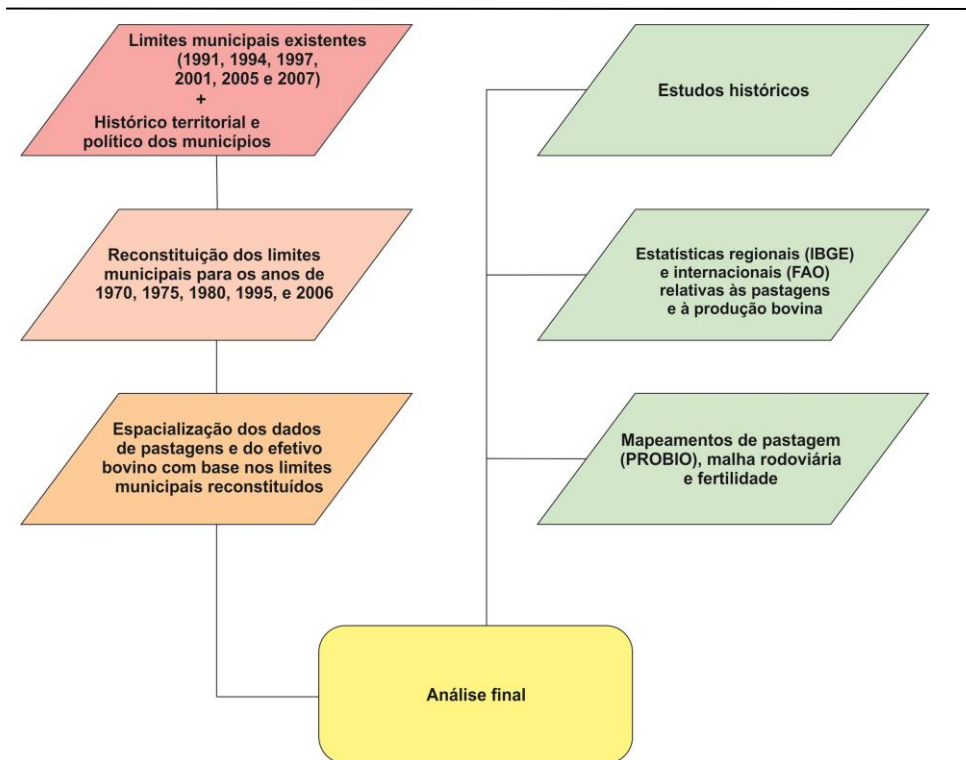 Limites municipais existentes
(1991, 1994, 1997,
2001, 2005 e 2007)
+
Histórico territorial e
político dos municípios
Reconstituição dos limites
municipais para os anos de
1970, 1975, 1980, 1995, e 2006
Espacialização dos dados
de pastagens e do efetivo
bovino com base nos limites
municipais reconstituídos
Estudos históricos
Estatísticas regionais (IBGE)
e internacionais (FAO)
relativas às pastagens
e à produção bovina
Mapeamentos de pastagem
(PROBIO), malha rodoviária
e fertilidade
Análise final